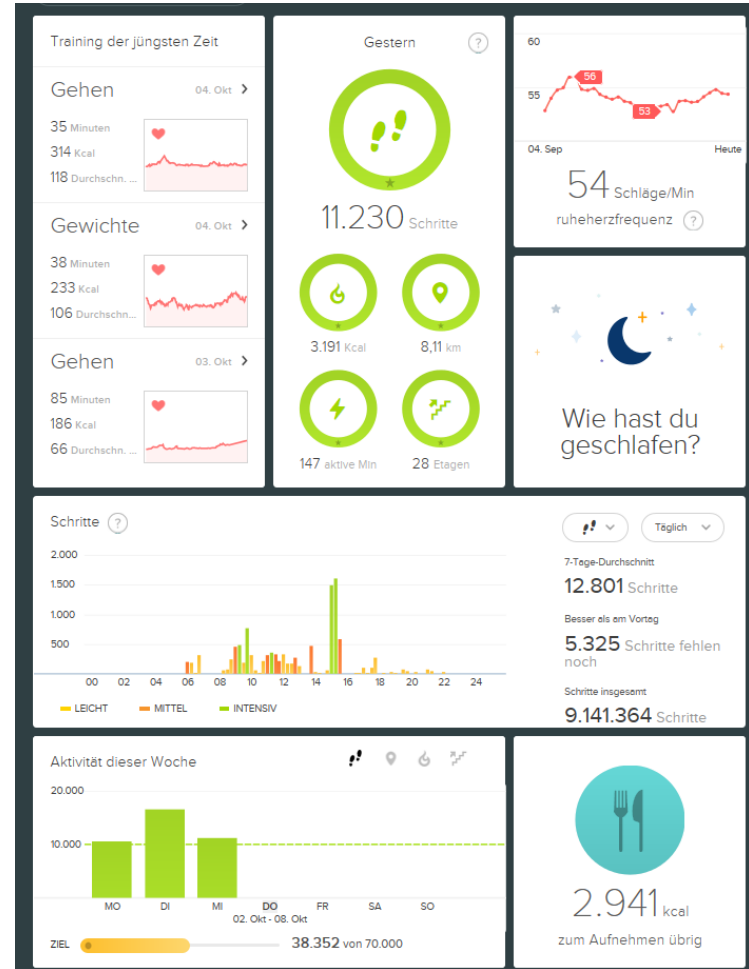 Training der jüngsten Zeit
Gehen
04. Okt
35 Minuten
314 Kcal
118 Durchschn. ...
Gewichte
04. Okt
38 Minuten
233 Kcal
106 Durchschn...
Gehen
03. Okt
85 Minuten
186 Kcal
66 Durchschn. ...
Gestern
?
11.230 Schritte
3.191 Kcal
8,11 km
147 aktive Min
28 Etagen
60
56
55
53
04. Sep
Heute
54 Schläge/Min
ruheherzfrequenz ?
Wie hast du
geschlafen?
Schritte ?
Täglich
2.000
1.500
1.000
500
00 02 04 06 08 10 12 14 16 18 20 22 24
LEICHT MITTEL INTENSIV
7-Tage-Durchschnitt
12.801 Schritte
Besser als am Vortag
5.325 Schritte fehlen
noch
Schritte insgesamt
9.141.364 Schritte
Aktivität dieser Woche
20.000
10.000
MO DI MI DO FR SA SO
02. Okt - 08. Okt
ZIEL
38.352 von 70.000
2.941 kcal
zum Aufnehmen übrig